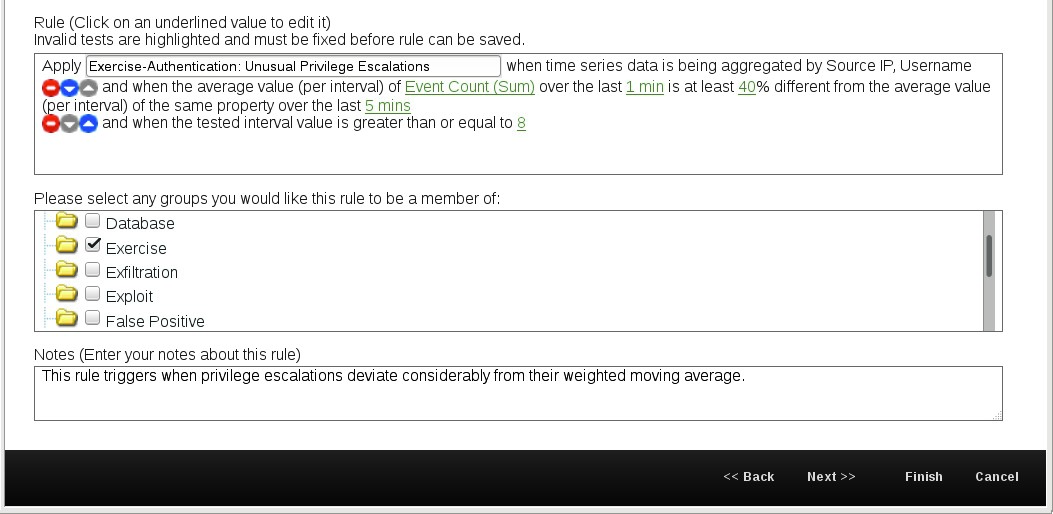 Rule (Click on an underlined value to edit it)
Invalid tests are highlighted and must be fixed before rule can be saved.
Apply Exercise-Authentication: Unusual Privilege Escalations when time series data is being aggregated by Source IP, Username
and when the average value (per interval) of Event Count (Sum) over the last 1 min is at least 40% different from the average value
(per interval) of the same property over the last 5 mins
and when the tested interval value is greater than or equal to 8
Please select any groups you would like this rule to be a member of:
Database
Exercise
Exfiltration
Exploit
False Positive
Notes (Enter your notes about this rule)
This rule triggers when privilege escalations deviate considerably from their weighted moving average.
<< Back Next >> Finish Cancel